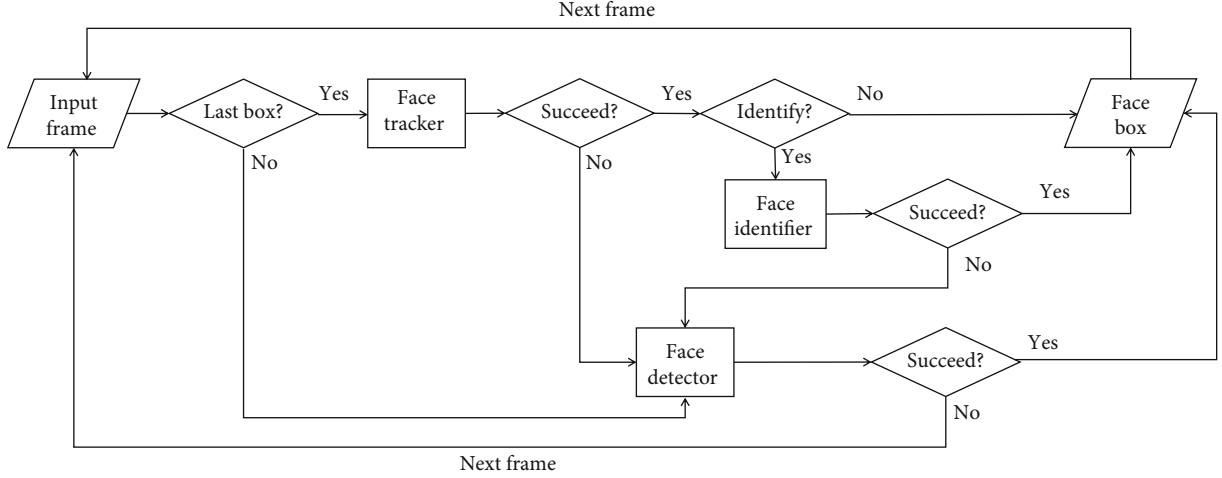 Next frame
Input
frame
Last box?
Yes
Face
tracker
Succeed?
Yes
Identify?
No
Face
box
No
No
Yes
Face
identifier
Succeed?
Yes
No
Face
detector
Succeed?
Yes
No
Next frame